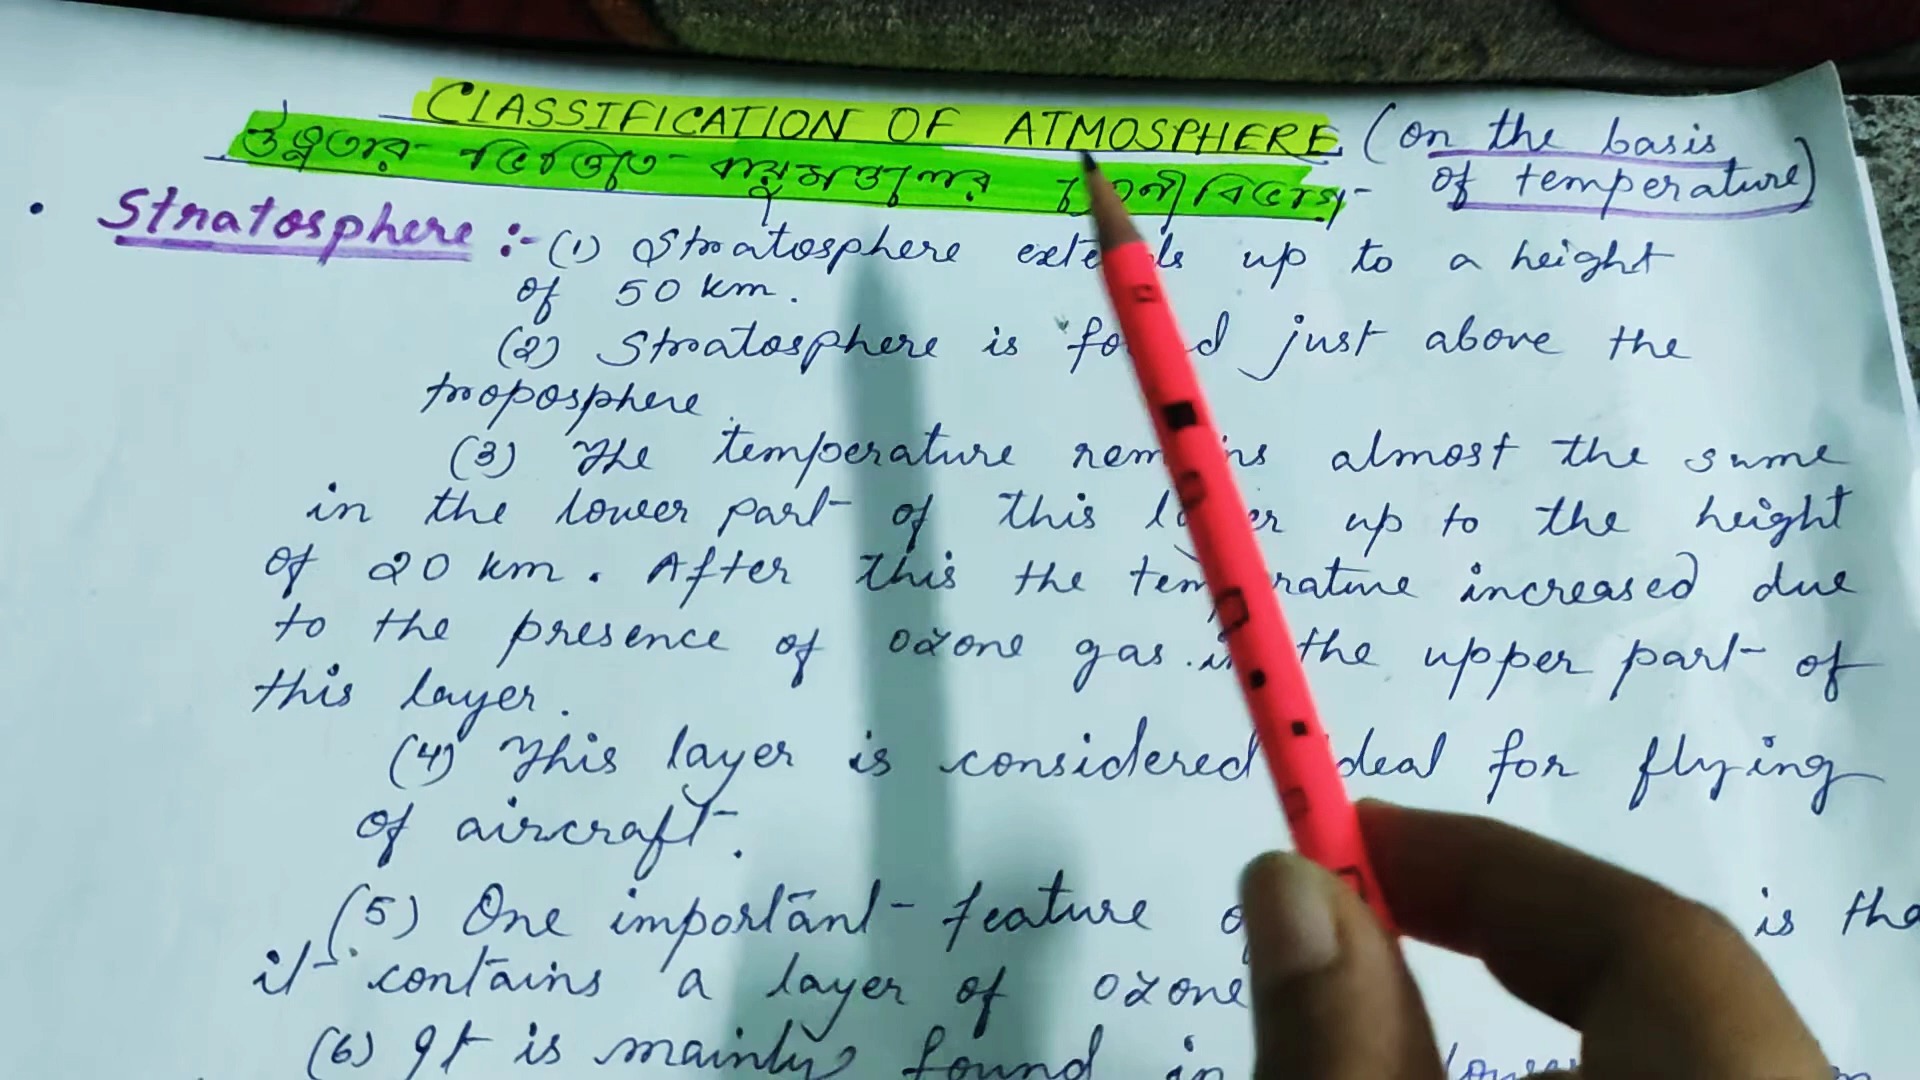 CLASSIFICATION OF ATMOSPHERE (on the basis
of temperature)
উষ্ণতার ভিত্তিতে বায়ুমণ্ডলের শ্রেণীবিভাগ
• Stratosphere :- (1) Stratosphere extends up to a height
of 50 km.
(2) Stratosphere is found just above the
troposphere.
(3) The temperature remains almost the same
in the lower part of this layer up to the height
of 20 km. After this the temperature increased due
to the presence of ozone gas in the upper part of
this layer.
(4) This layer is considered ideal for flying
of aircraft.
(5) One important feature is
it contains a layer of ozone
(6) It is mainly found in